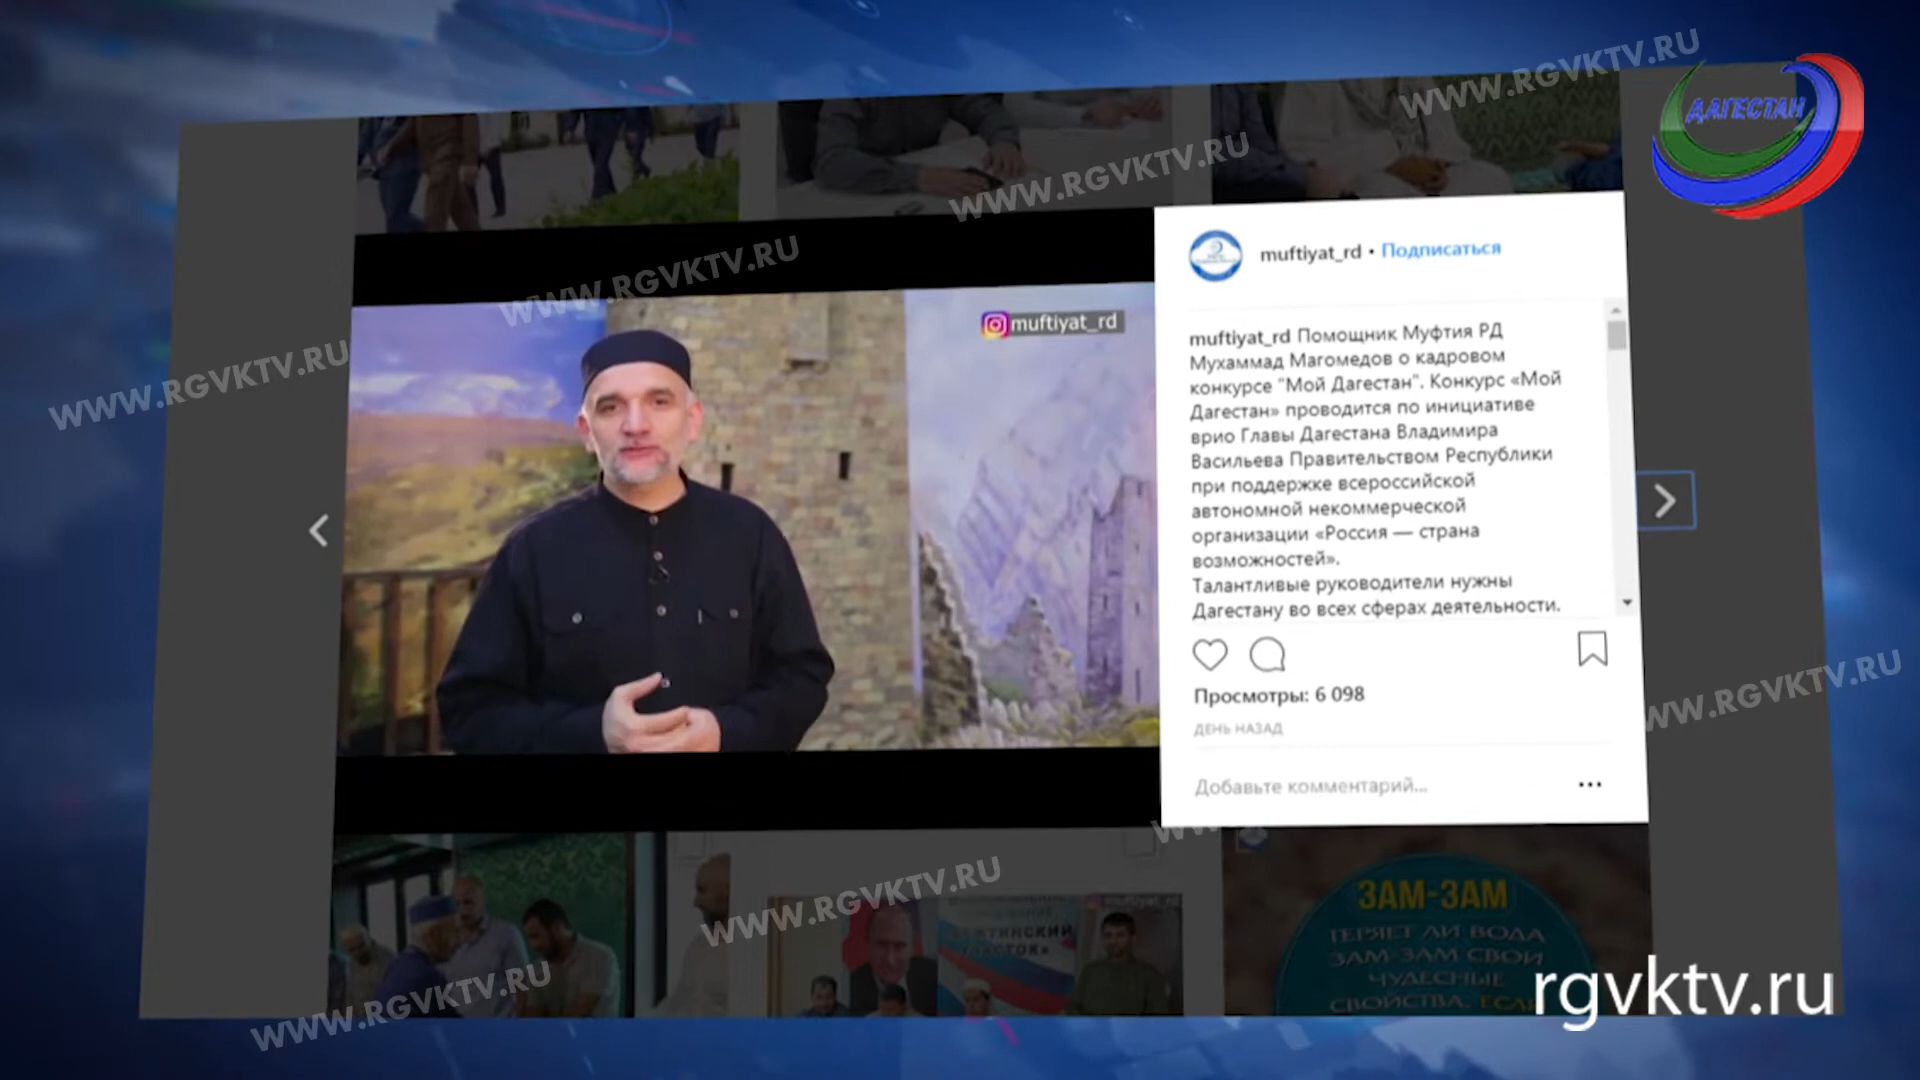 WWW.RGVKTV.RU
ДАГЕСТАН
WWW.RGVKTV.RU
WWW.RGVKTV.RU
WWW.RGVKTV.RU
muftiyat_rd • Подписаться
muftiyat_rd
muftiyat_rd Помощник Муфтия РД
Мухаммад Магомедов о кадровом
конкурсе "Мой Дагестан". Конкурс «Мой
Дагестан» проводится по инициативе
врио Главы Дагестана Владимира
Васильева Правительством Республики
при поддержке всероссийской
автономной некоммерческой
организации «Россия — страна
возможностей».
Талантливые руководители нужны
Дагестану во всех сферах деятельности.
Просмотры: 6 098
ДЕНЬ НАЗАД
Добавьте комментарий...
WWW.RGVKTV.RU
WWW.RGVKTV.RU
WWW.RGVKTV.RU
muftiyat_rd
ЗАМ-ЗАМ
ТЕРЯЕТ ЛИ ВОДА
ЗАМ-ЗАМ СВОИ
ЧУДЕСНЫЕ
СВОЙСТВА,
rgvktv.ru